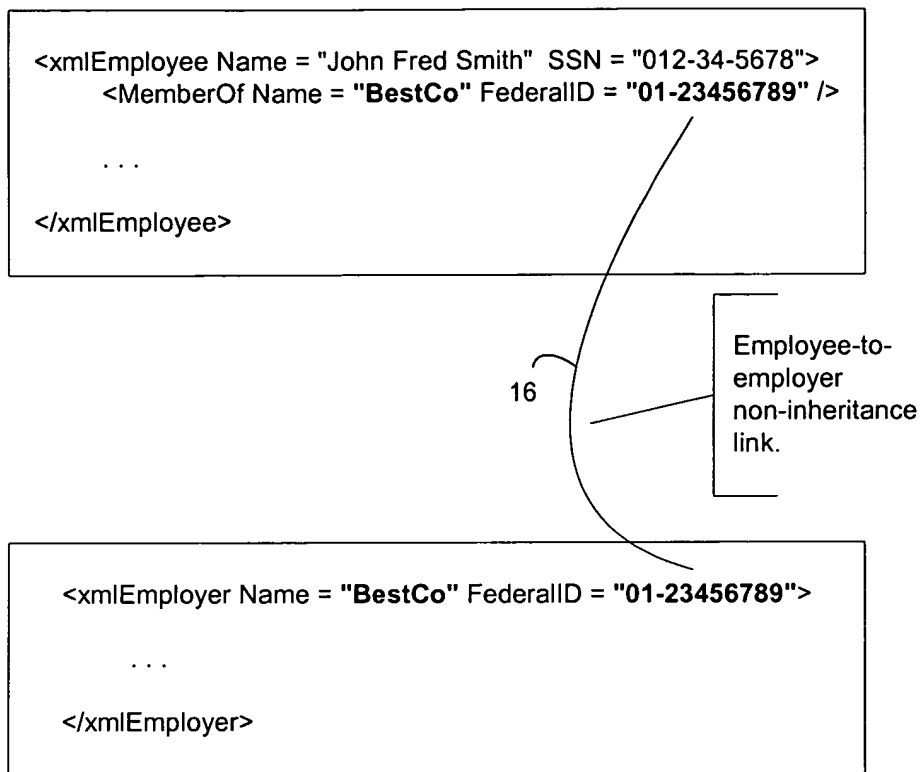 <xmlEmployee Name = "John Fred Smith" SSN = "012-34-5678">
<MemberOf Name = "BestCo" FederalID = "01-23456789" />
. . .
</xmlEmployee>
16
Employee-to-
employer
non-inheritance
link.
<xmlEmployer Name = "BestCo" FederalID = "01-23456789">
. . .
</xmlEmployer>